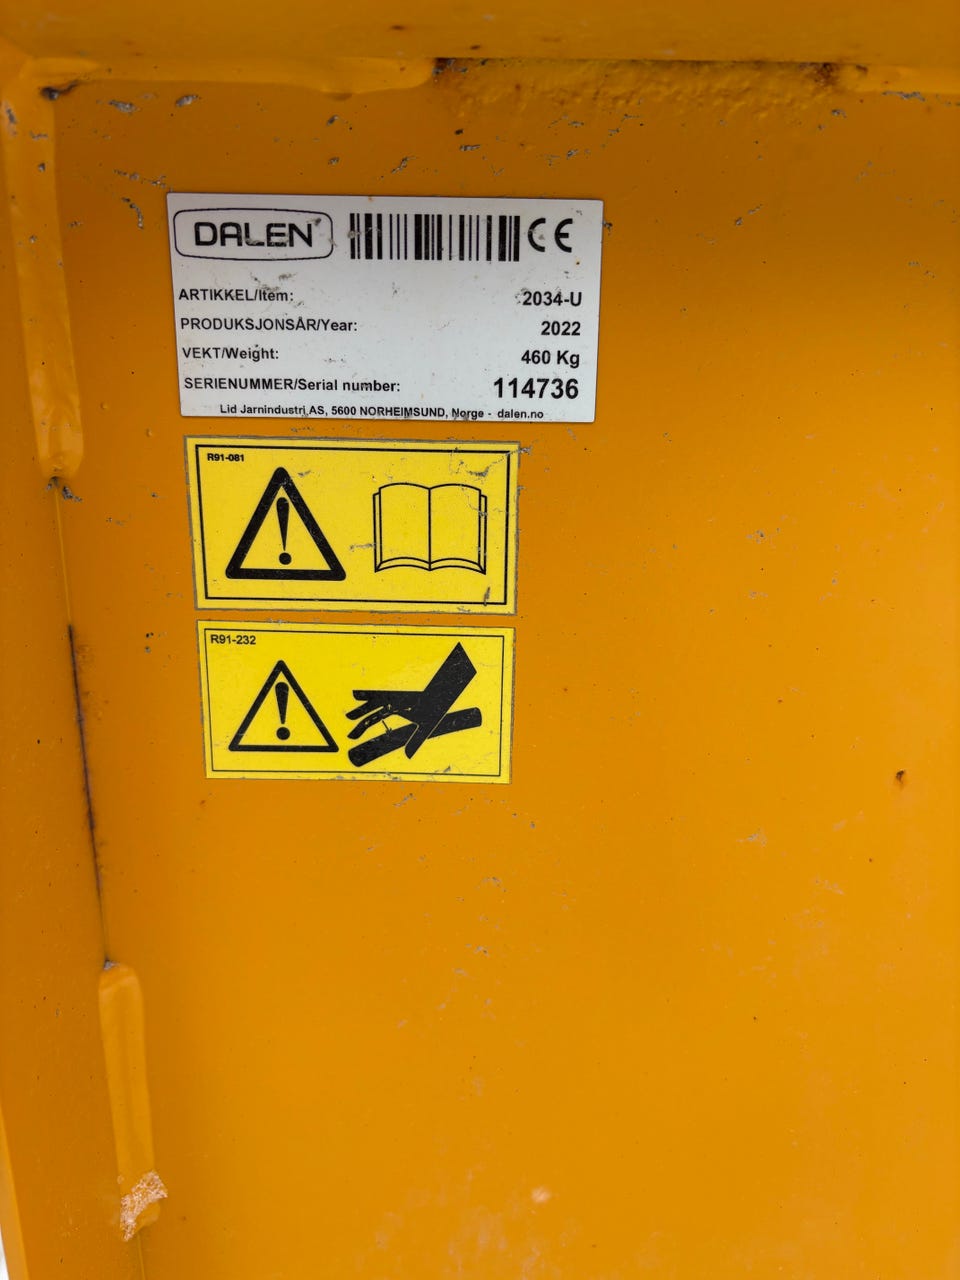 DALEN CE
ARTIKKEL/Item: 2034-U
PRODUKSJONSÅR/Year: 2022
VEKT/Weight: 460 Kg
SERIENUMMER/Serial number: 114736
Lid Jarnindustri AS, 5600 NORHEIMSUND, Norge - dalen.no
R91-081
R91-232